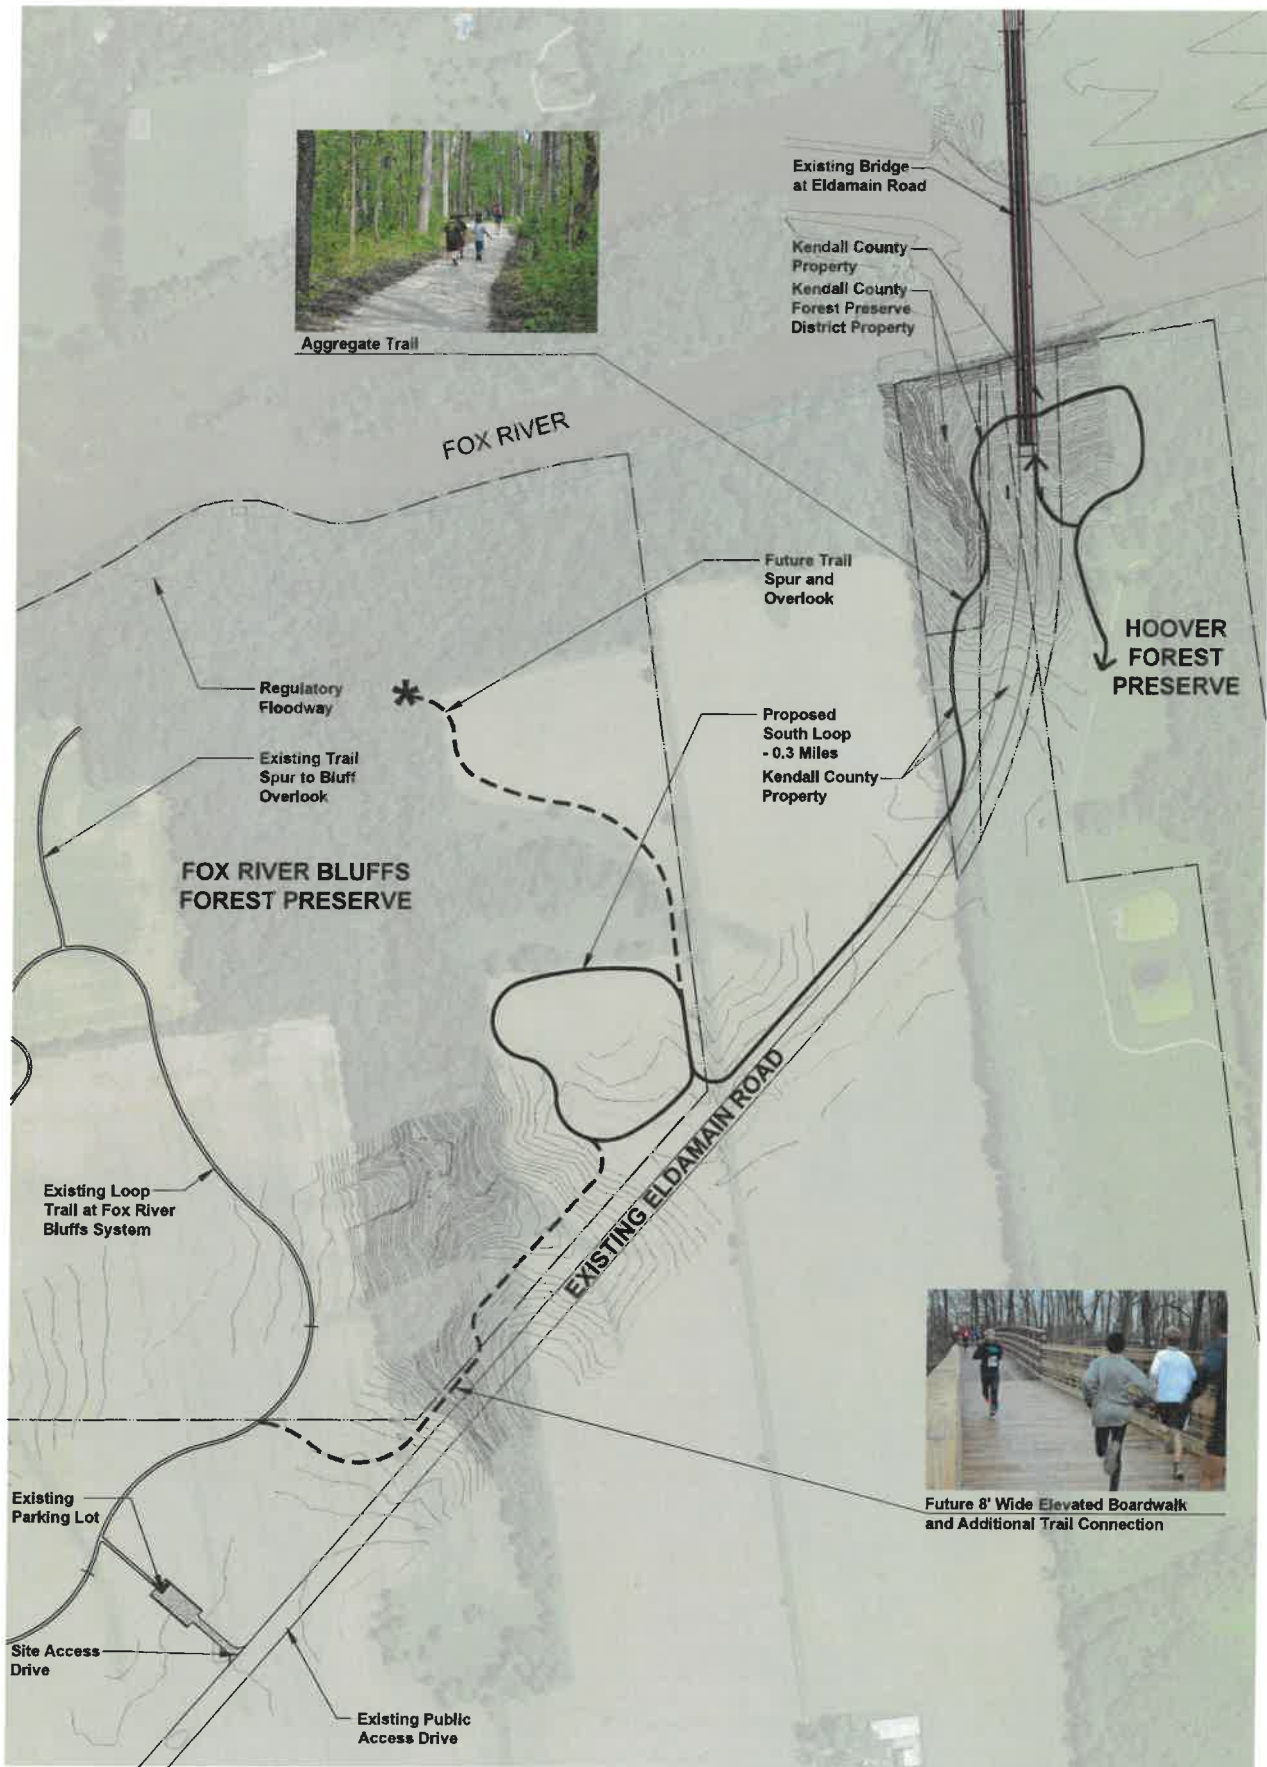 Existing Bridge
at Eldamain Road
Kendall County
Property
Kendall County
Forest Preserve
District Property
Aggregate Trail
FOX RIVER
Future Trail
Spur and
Overlook
HOOVER
FOREST
PRESERVE
Regulatory
Floodway
Proposed
South Loop
- 0.3 Miles
Kendall County
Property
Existing Trail
Spur to Bluff
Overlook
FOX RIVER BLUFFS
FOREST PRESERVE
EXISTING ELDAMAIN ROAD
Existing Loop
Trail at Fox River
Bluffs System
Existing
Parking Lot
Future 8' Wide Elevated Boardwalk
and Additional Trail Connection
Site Access
Drive
Existing Public
Access Drive